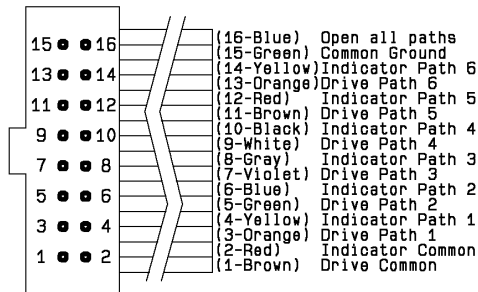 15 16
13 14
11 12
9 10
7 8
5 6
3 4
1 2
(16-Blue) Open all paths
(15-Green) Common Ground
(14-Yellow) Indicator Path 6
(13-Orange) Drive Path 6
(12-Red) Indicator Path 5
(11-Brown) Drive Path 5
(10-Black) Indicator Path 4
(9-White) Drive Path 4
(8-Gray) Indicator Path 3
(7-Violet) Drive Path 3
(6-Blue) Indicator Path 2
(5-Green) Drive Path 2
(4-Yellow) Indicator Path 1
(3-Orange) Drive Path 1
(2-Red) Indicator Common
(1-Brown) Drive Common